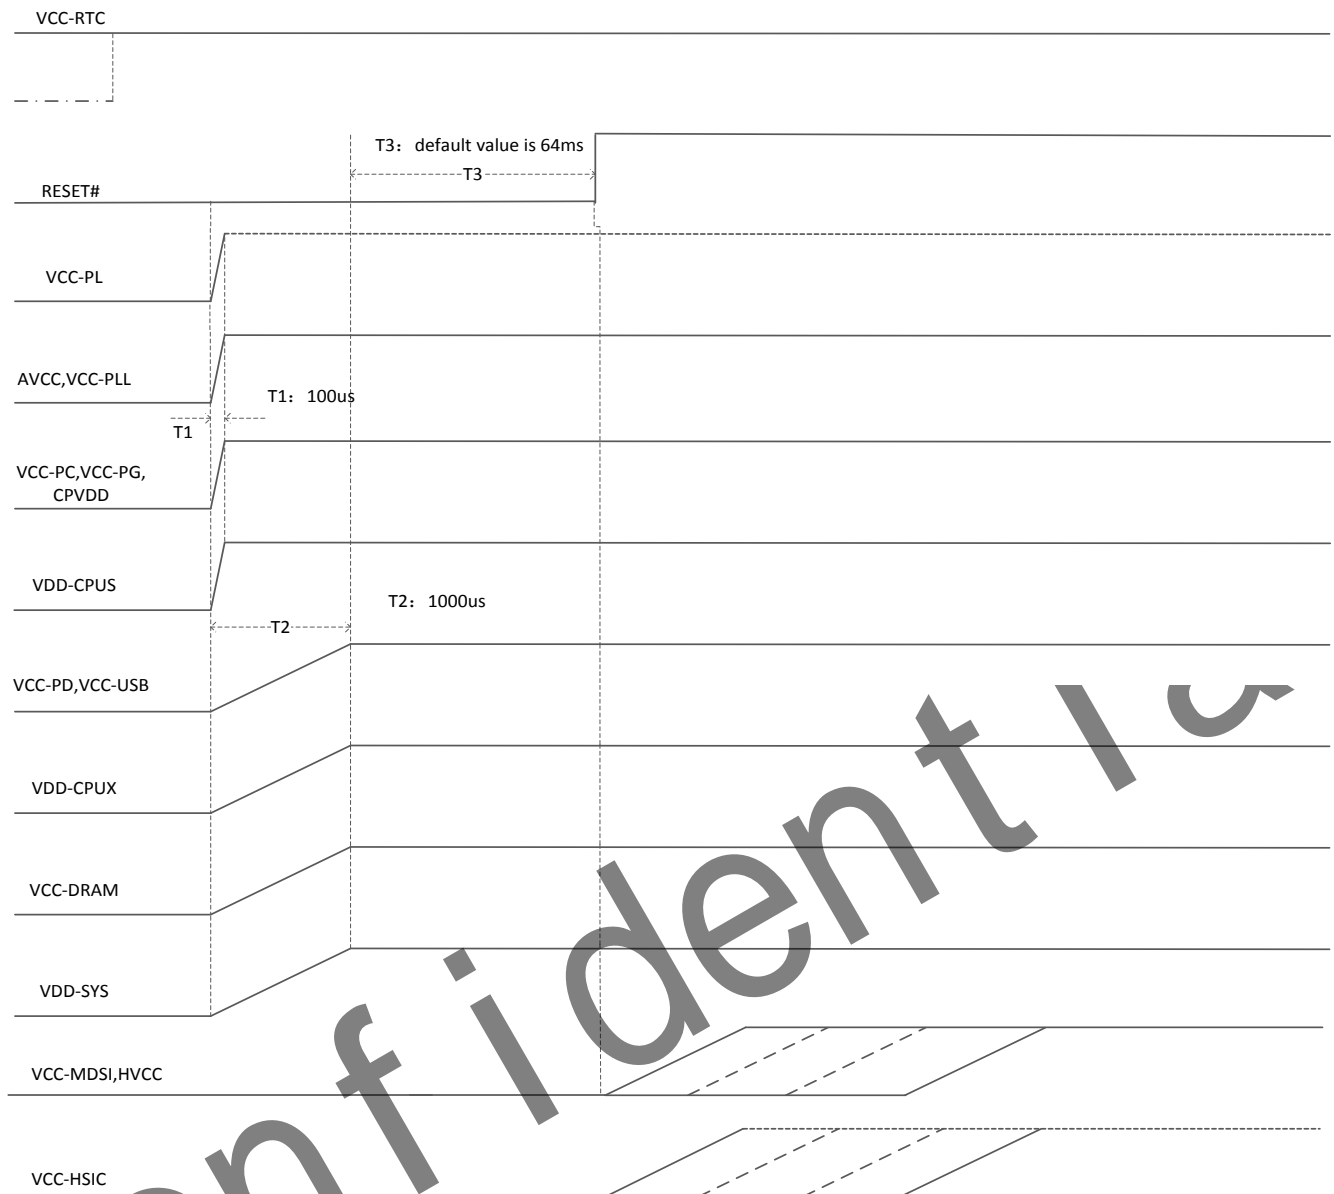 VCC-RTC
T3：default value is 64ms
T3
RESET#
VCC-PL
AVCC,VCC-PLL
T1：100us
T1
VCC-PC,VCC-PG,
CPVDD
VDD-CPUS
T2：1000us
T2
VCC-PD,VCC-USB
VDD-CPUX
VCC-DRAM
VDD-SYS
VCC-MDSI,HVCC
VCC-HSIC
nfidentia